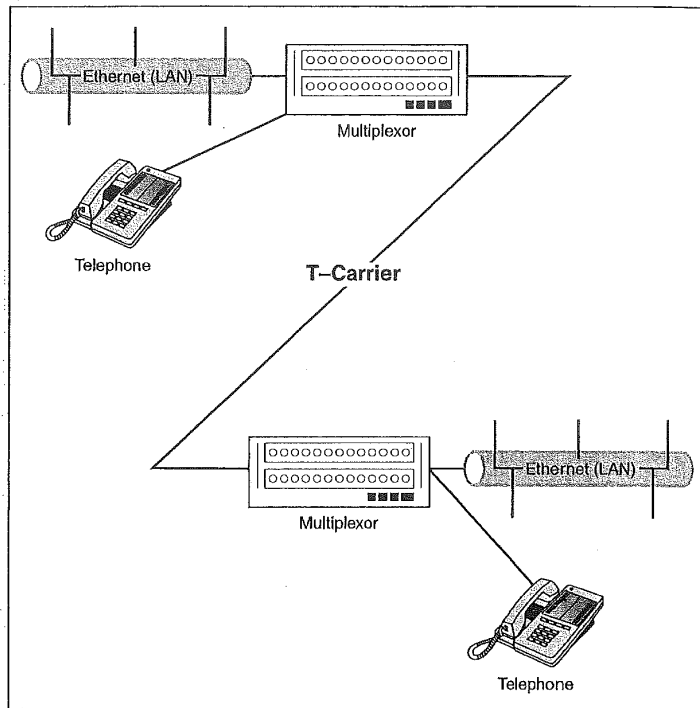 Ethernet (LAN)
Multiplexor
Telephone
T–Carrier
Ethernet (LAN)
Multiplexor
Telephone